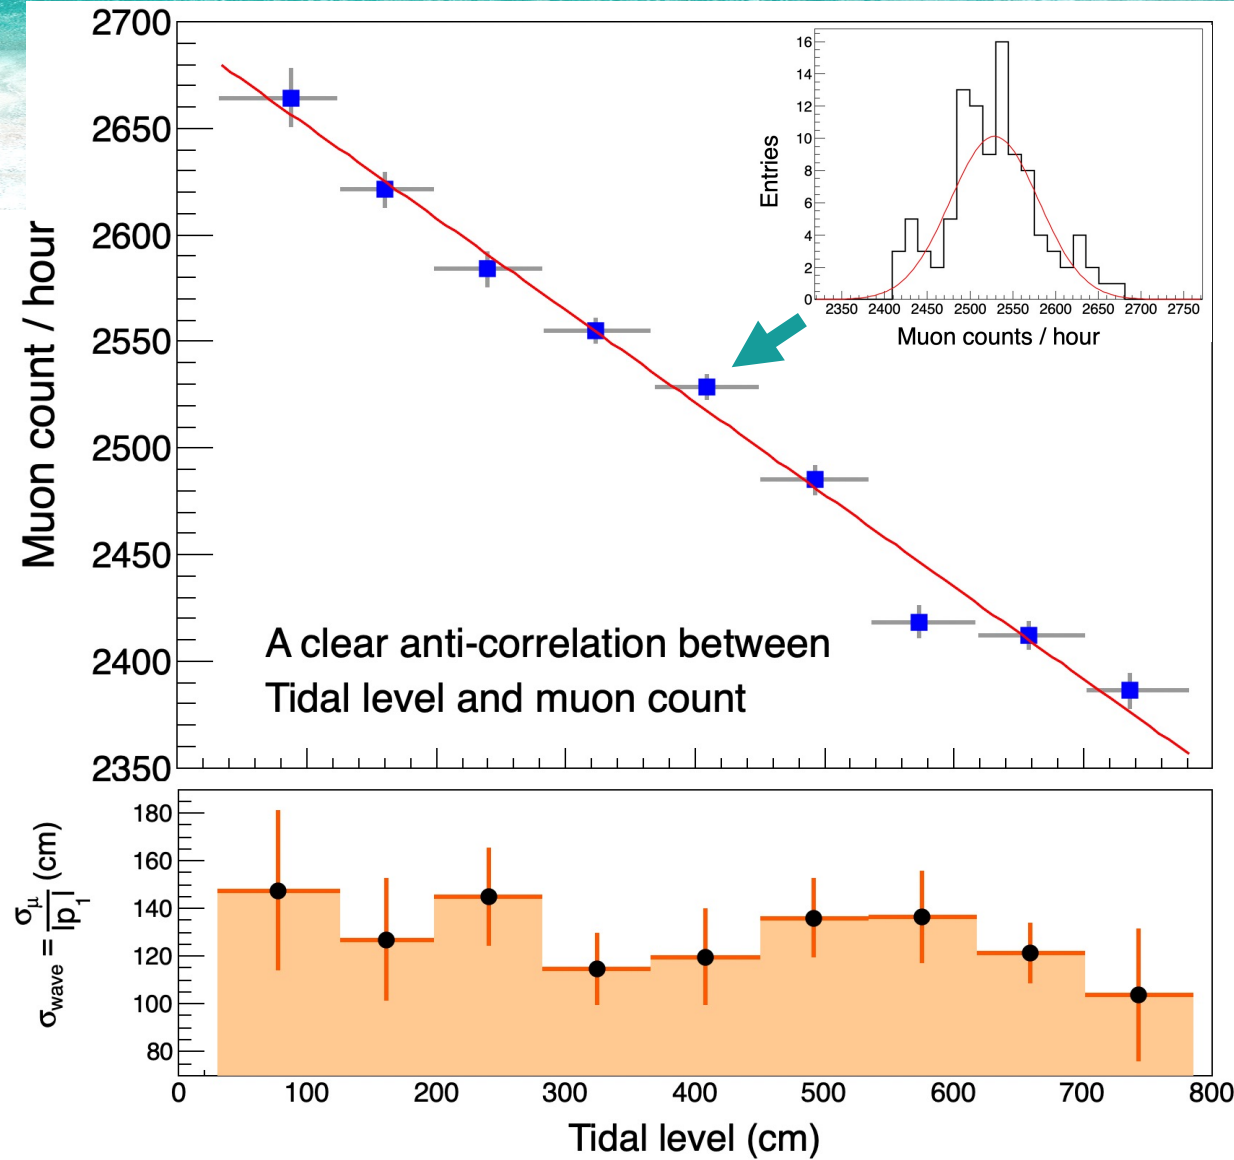 2700
2650
2600
2550
2500
2450
2400
2350
Muon count / hour
16
14
12
10
8
6
4
2
0
Entries
2350 2400 2450 2500 2550 2600 2650 2700 2750
Muon counts / hour
A clear anti-correlation between
Tidal level and muon count
180
160
140
120
100
80
σwave = σμ / |p1| (cm)
0 100 200 300 400 500 600 700 800
Tidal level (cm)